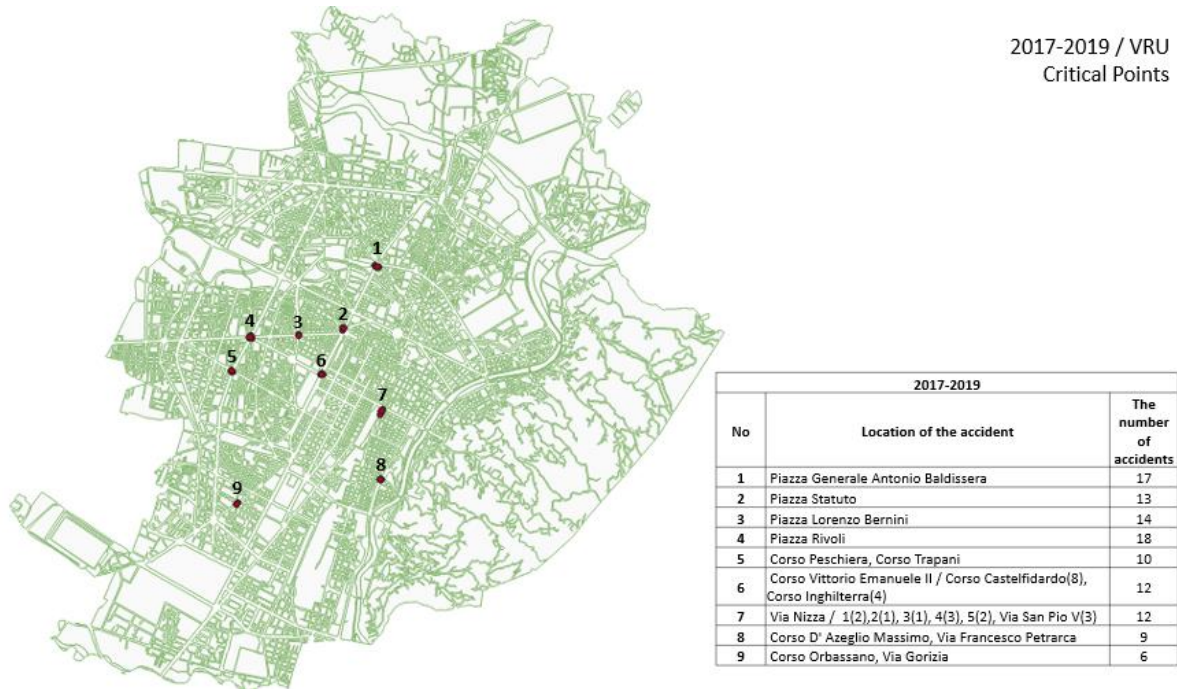 2017-2019 / VRU
Critical Points
1
2
3
4
5
6
7
8
9
2017-2019
No Location of the accident The number of accidents
1 Piazza Generale Antonio Baldissera 17
2 Piazza Statuto 13
3 Piazza Lorenzo Bernini 14
4 Piazza Rivoli 18
5 Corso Peschiera, Corso Trapani 10
6 Corso Vittorio Emanuele II / Corso Castelfidardo(8),
Corso Inghilterra(4) 12
7 Via Nizza / 1(2),2(1), 3(1), 4(3), 5(2), Via San Pio V(3) 12
8 Corso D' Azeglio Massimo, Via Francesco Petrarca 9
9 Corso Orbassano, Via Gorizia 6